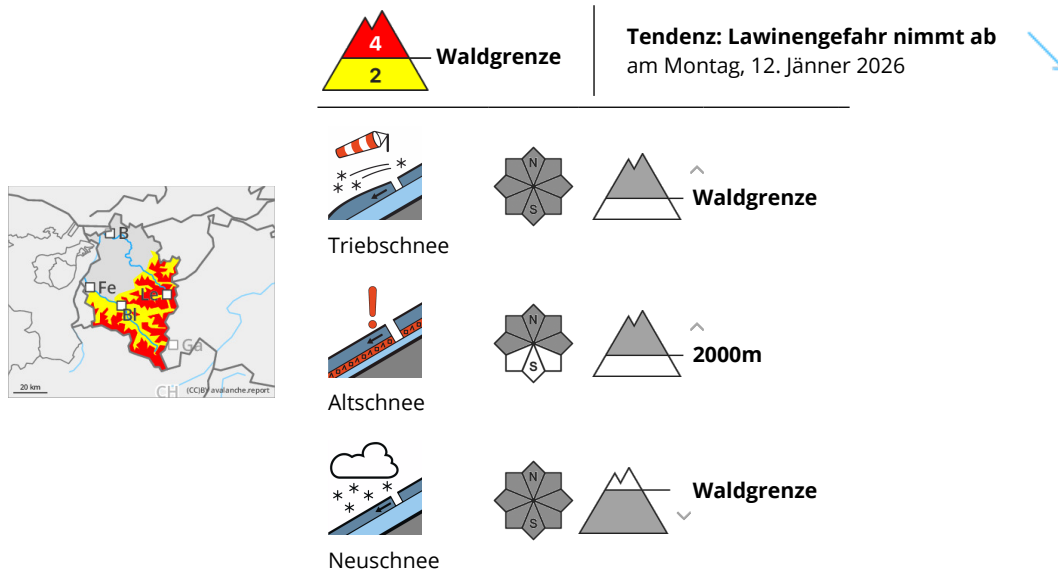 4
2
Waldgrenze
Tendenz: Lawinengefahr nimmt ab
am Montag, 12. Jänner 2026
N
S
Waldgrenze
Triebschnee
B
Fe
Le
Bl
Ga
CH
20 km
(CC)BY avalanche.report
N
S
2000m
Altschnee
N
S
Waldgrenze
Neuschnee